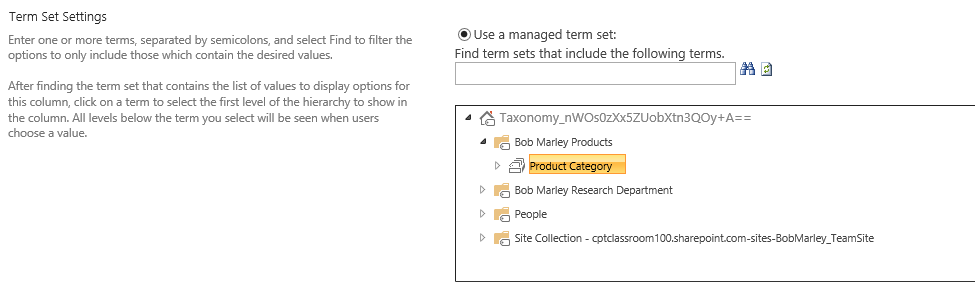 Term Set Settings
Enter one or more terms, separated by semicolons, and select Find to filter the
options to only include those which contain the desired values.
After finding the term set that contains the list of values to display options for
this column, click on a term to select the first level of the hierarchy to show in
the column. All levels below the term you select will be seen when users
choose a value.
Use a managed term set:
Find term sets that include the following terms.
Taxonomy_nWOs0zXx5ZUobXtn3QOy+A==
Bob Marley Products
Product Category
Bob Marley Research Department
People
Site Collection - cptclassroom100.sharepoint.com-sites-BobMarley_TeamSite